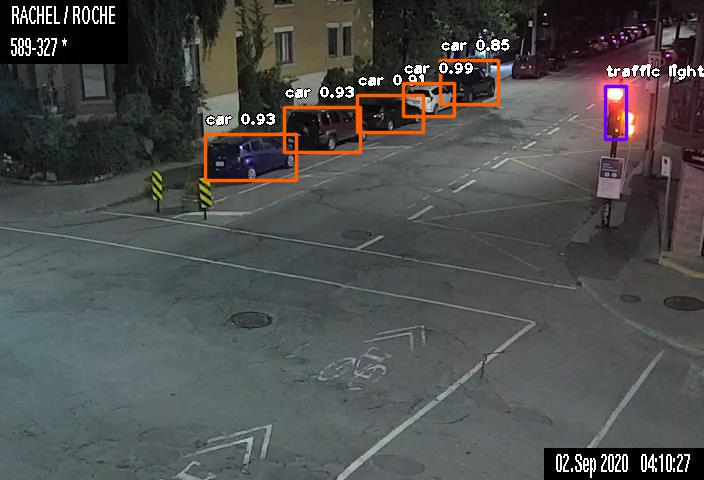 RACHEL / ROCHE
589-327 *
car 0.85
car 0.99
car 0.91
car 0.93
car 0.93
traffic light
02.Sep 2020 04:10:27